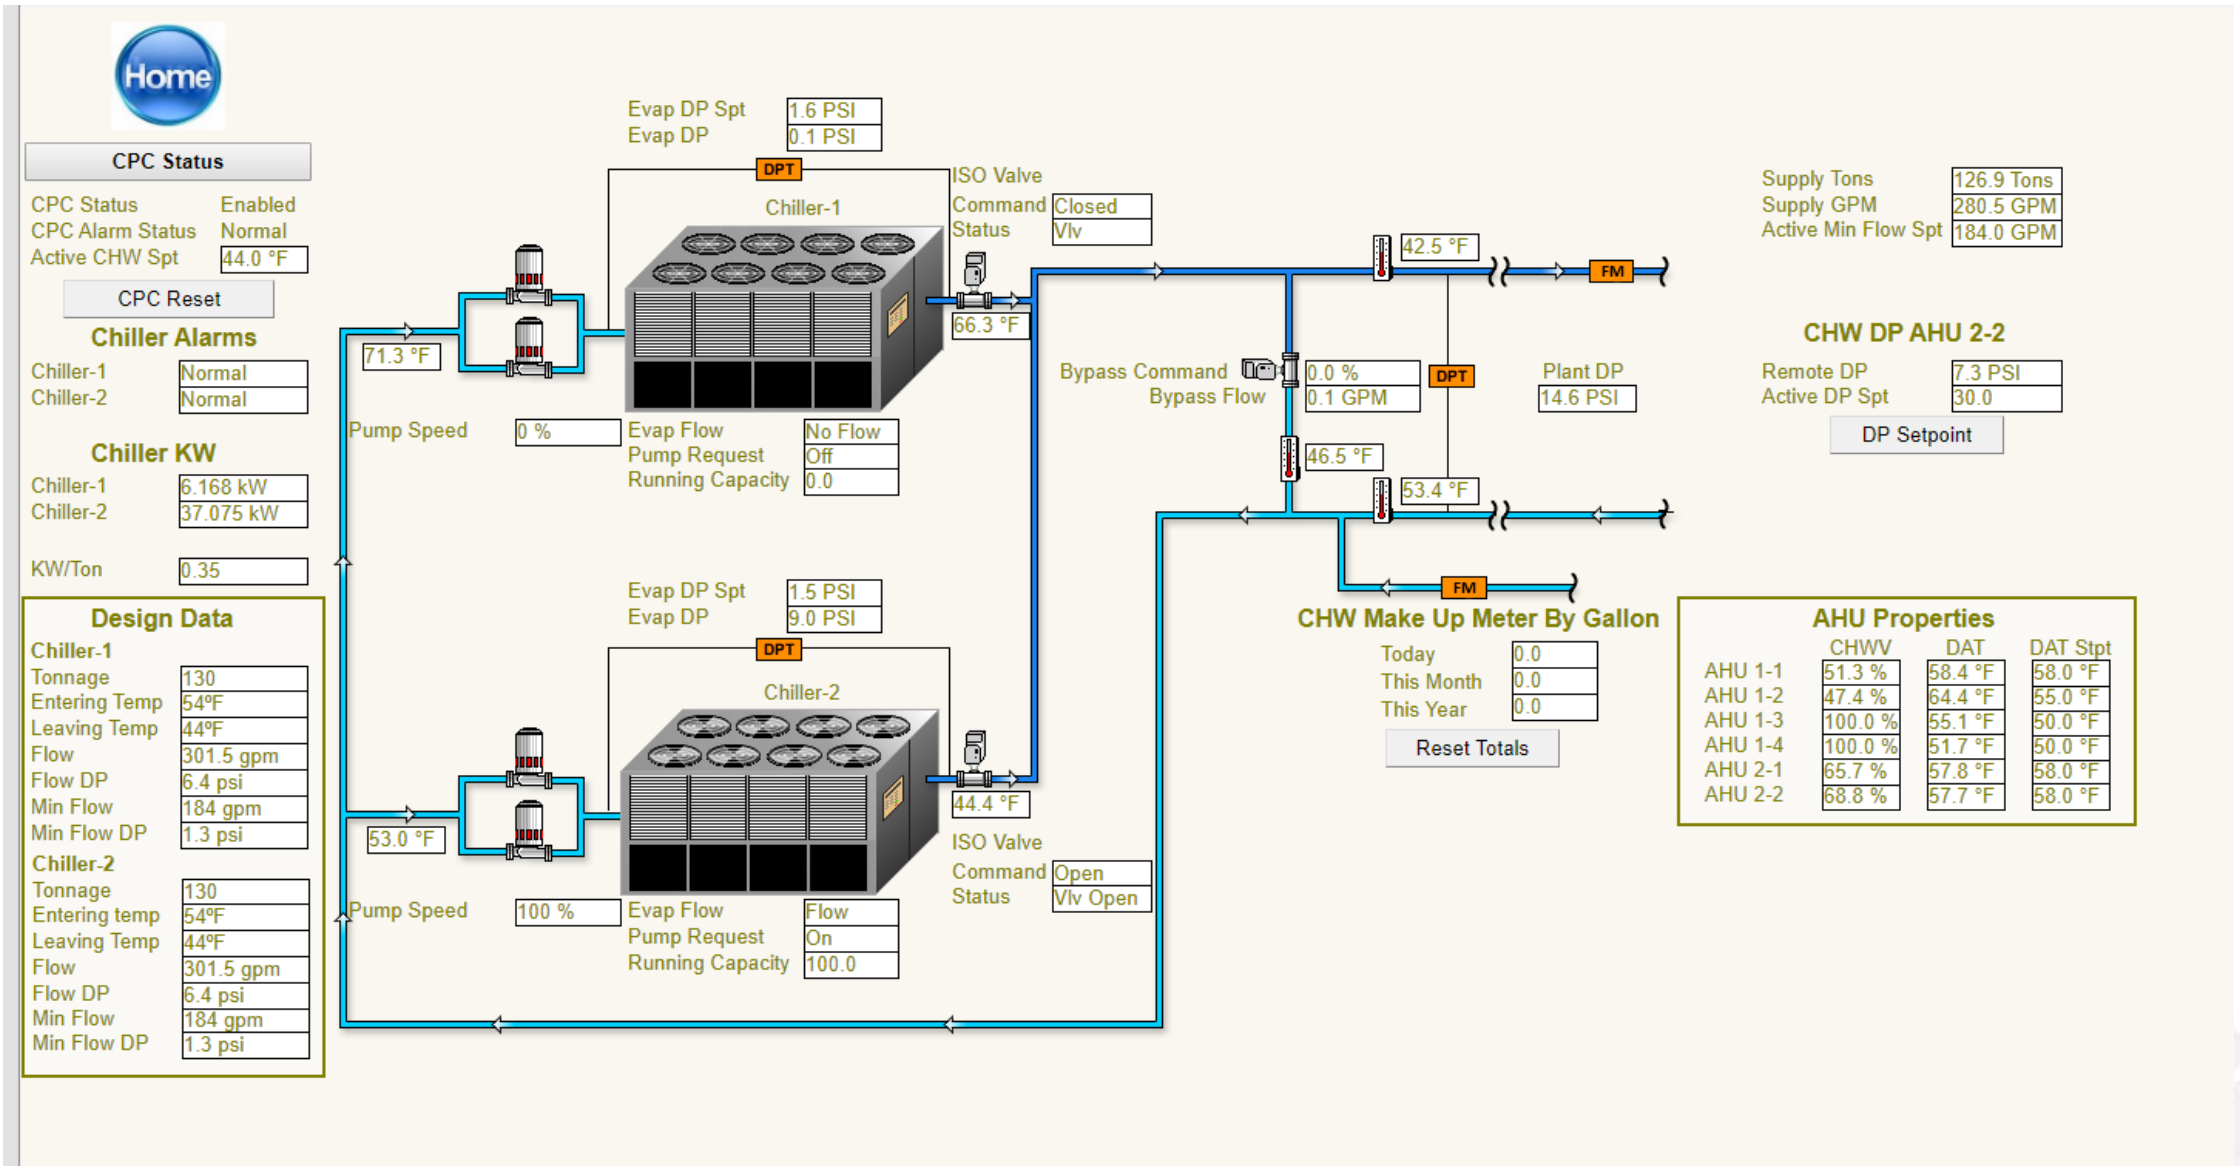 Home
CPC Status
CPC Status Enabled
CPC Alarm Status Normal
Active CHW Spt 44.0 °F
CPC Reset
Chiller Alarms
Chiller-1 Normal
Chiller-2 Normal
Chiller KW
Chiller-1 6.168 kW
Chiller-2 37.075 kW
KW/Ton 0.35
Design Data
Chiller-1
Tonnage 130
Entering Temp 54ºF
Leaving Temp 44ºF
Flow 301.5 gpm
Flow DP 6.4 psi
Min Flow 184 gpm
Min Flow DP 1.3 psi
Chiller-2
Tonnage 130
Entering temp 54ºF
Leaving Temp 44ºF
Flow 301.5 gpm
Flow DP 6.4 psi
Min Flow 184 gpm
Min Flow DP 1.3 psi
Evap DP Spt 1.6 PSI
Evap DP 0.1 PSI
DPT
Chiller-1
ISO Valve
Command Closed
Status Vlv
66.3 °F
71.3 °F
Pump Speed 0 %
Evap Flow No Flow
Pump Request Off
Running Capacity 0.0
Evap DP Spt 1.5 PSI
Evap DP 9.0 PSI
DPT
Chiller-2
44.4 °F
ISO Valve
Command Open
Status Vlv Open
53.0 °F
Pump Speed 100 %
Evap Flow Flow
Pump Request On
Running Capacity 100.0
42.5 °F
FM
Bypass Command 0.0 %
Bypass Flow 0.1 GPM
DPT
Plant DP
14.6 PSI
46.5 °F
53.4 °F
FM
CHW Make Up Meter By Gallon
Today 0.0
This Month 0.0
This Year 0.0
Reset Totals
Supply Tons 126.9 Tons
Supply GPM 280.5 GPM
Active Min Flow Spt 184.0 GPM
CHW DP AHU 2-2
Remote DP 7.3 PSI
Active DP Spt 30.0
DP Setpoint
AHU Properties
CHWV DAT DAT Stpt
AHU 1-1 51.3 % 58.4 °F 58.0 °F
AHU 1-2 47.4 % 64.4 °F 55.0 °F
AHU 1-3 100.0 % 55.1 °F 50.0 °F
AHU 1-4 100.0 % 51.7 °F 50.0 °F
AHU 2-1 65.7 % 57.8 °F 58.0 °F
AHU 2-2 68.8 % 57.7 °F 58.0 °F